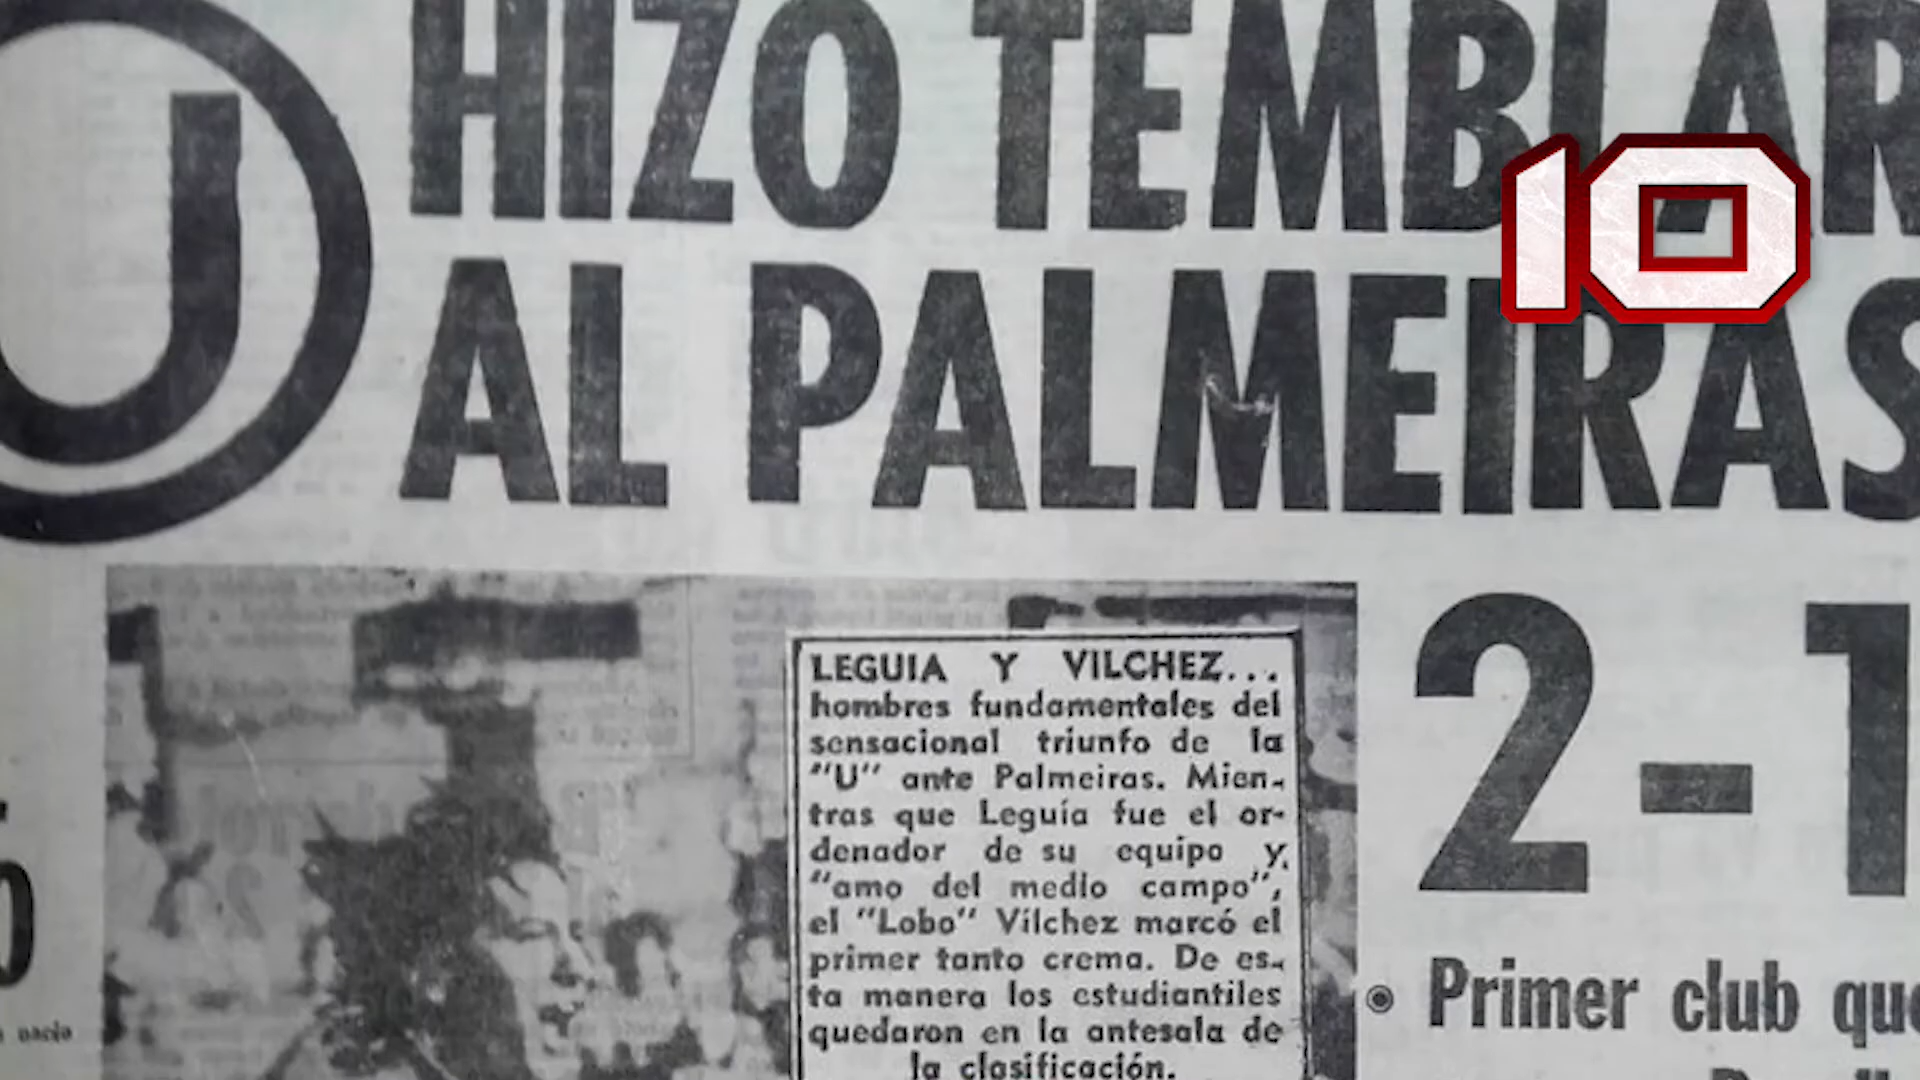 U HIZO TEMBLAR
AL PALMEIRAS
10
2-1
LEGUIA Y VILCHEZ...
hombres fundamentales del
sensacional triunfo de la
"U" ante Palmeiras. Mien-
tras que Leguía fue el or-
denador de su equipo y,
"amo del medio campo",
el "Lobo" Vílchez marcó el
primer tanto crema. De es-
ta manera los estudiantiles
quedaron en la antesala de
la clasificación.
Primer club que